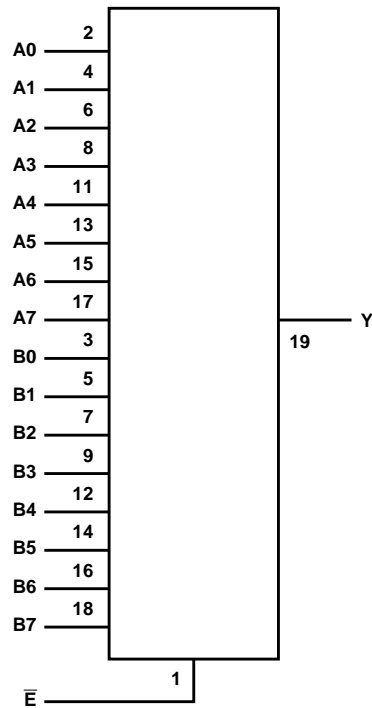 A0 2
A1 4
A2 6
A3 8
A4 11
A5 13
A6 15
A7 17
Y 19
B0 3
B1 5
B2 7
B3 9
B4 12
B5 14
B6 16
B7 18
E̅ 1